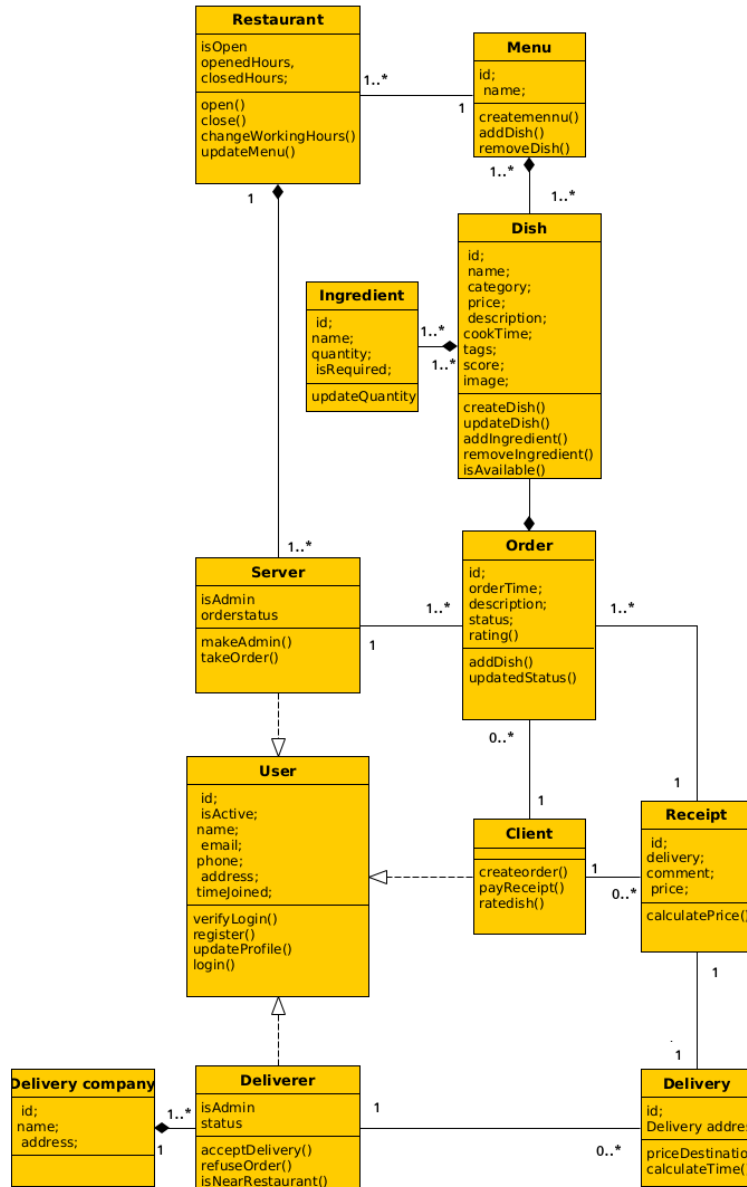 Restaurant
isOpen
openedHours,
closedHours;
open()
close()
changeWorkingHours()
updateMenu()
1..*
1
Menu
id;
name;
createmennu()
addDish()
removeDish()
1..*
1..*
1
Dish
id;
name;
category;
price;
description;
cookTime;
tags;
score;
image;
createDish()
updateDish()
addIngredient()
removeIngredient()
isAvailable()
Ingredient
id;
name;
quantity;
isRequired;
updateQuantity
1..*
1..*
1..*
Server
isAdmin
orderstatus
makeAdmin()
takeOrder()
1..*
1
Order
id;
orderTime;
description;
status;
rating()
addDish()
updatedStatus()
1..*
0..*
1
1
User
id;
isActive;
name;
email;
phone;
address;
timeJoined;
verifyLogin()
register()
updateProfile()
login()
Client
createorder()
payReceipt()
ratedish()
1
0..*
Receipt
id;
delivery;
comment;
price;
calculatePrice()
1
1
Delivery company
id;
name;
address;
1..*
1
Deliverer
isAdmin
status
acceptDelivery()
refuseOrder()
isNearRestaurant()
1
0..*
Delivery
id;
Delivery addres
priceDestinatio
calculateTime(